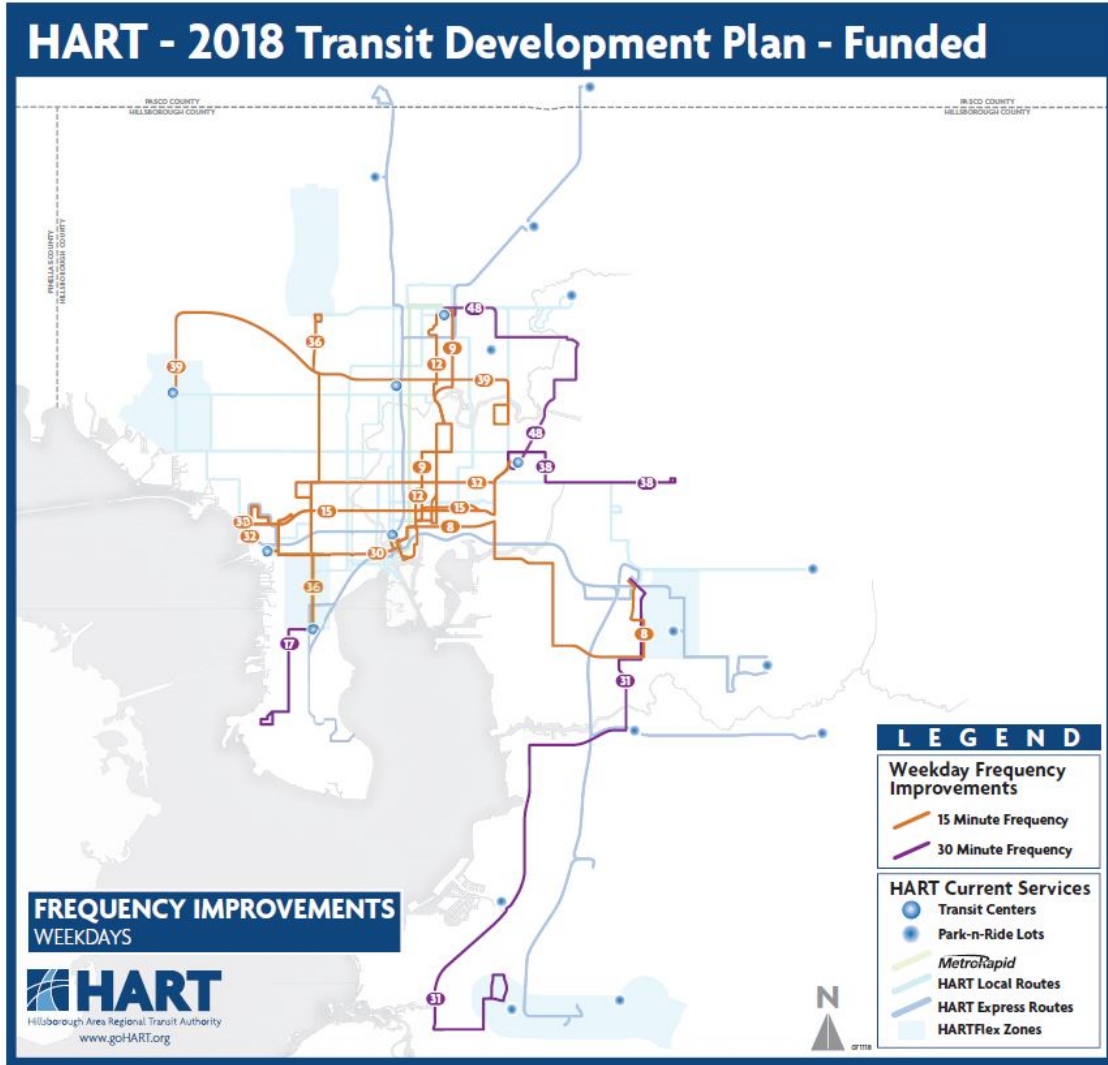 HART - 2018 Transit Development Plan - Funded
PASCO COUNTY
HILLSBOROUGH COUNTY
PASCO COUNTY
HILLSBOROUGH COUNTY
PINELLAS COUNTY
HILLSBOROUGH COUNTY
48
36
9
12
39
39
48
9
38
32
38
12
15
15
30
32
8
30
36
8
17
31
31
LEGEND
Weekday Frequency
Improvements
15 Minute Frequency
30 Minute Frequency
HART Current Services
Transit Centers
Park-n-Ride Lots
MetroRapid
HART Local Routes
HART Express Routes
HARTFlex Zones
FREQUENCY IMPROVEMENTS
WEEKDAYS
HART
Hillsborough Area Regional Transit Authority
www.goHART.org
N